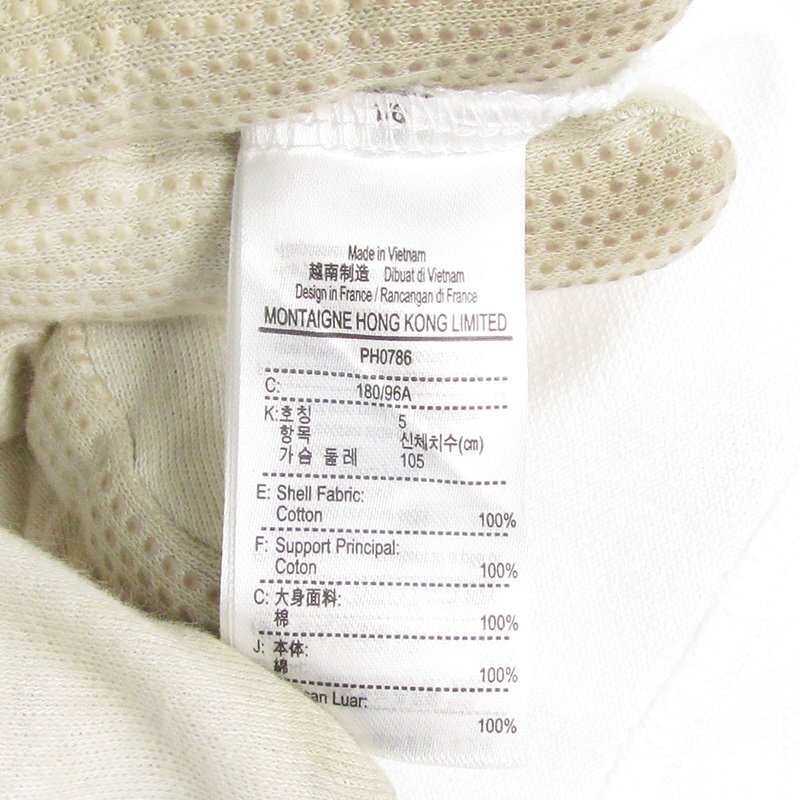 Made in Vietnam
越南制造 Dibuat di Vietnam
Design in France / Rancangan di France
MONTAIGNE HONG KONG LIMITED
PH0786
C: 180/96A
K: 호칭 5
항목 신체치수(cm)
가슴 둘레 105
E: Shell Fabric:
Cotton 100%
F: Support Principal:
Coton 100%
C: 大身面料:
棉 100%
J: 本体:
綿 100%
Luar:
100%